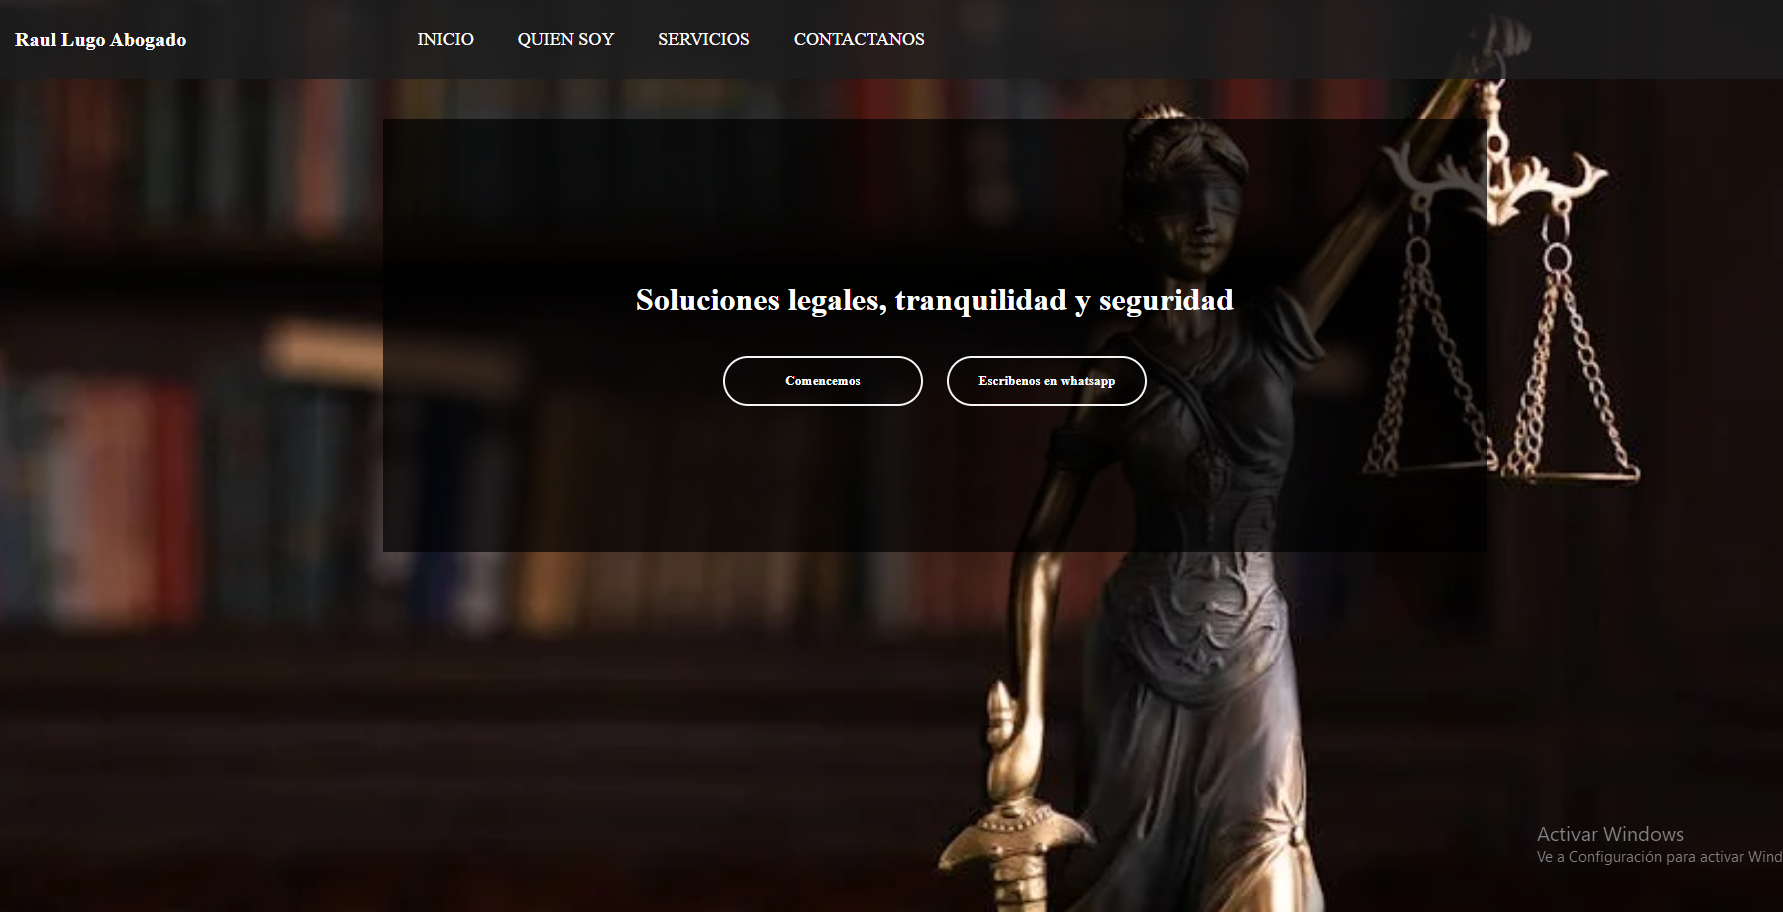 Raul Lugo Abogado
INICIO QUIEN SOY SERVICIOS CONTACTANOS
Soluciones legales, tranquilidad y seguridad
Comencemos
Escribenos en whatsapp
Activar Windows
Ve a Configuración para activar Wind